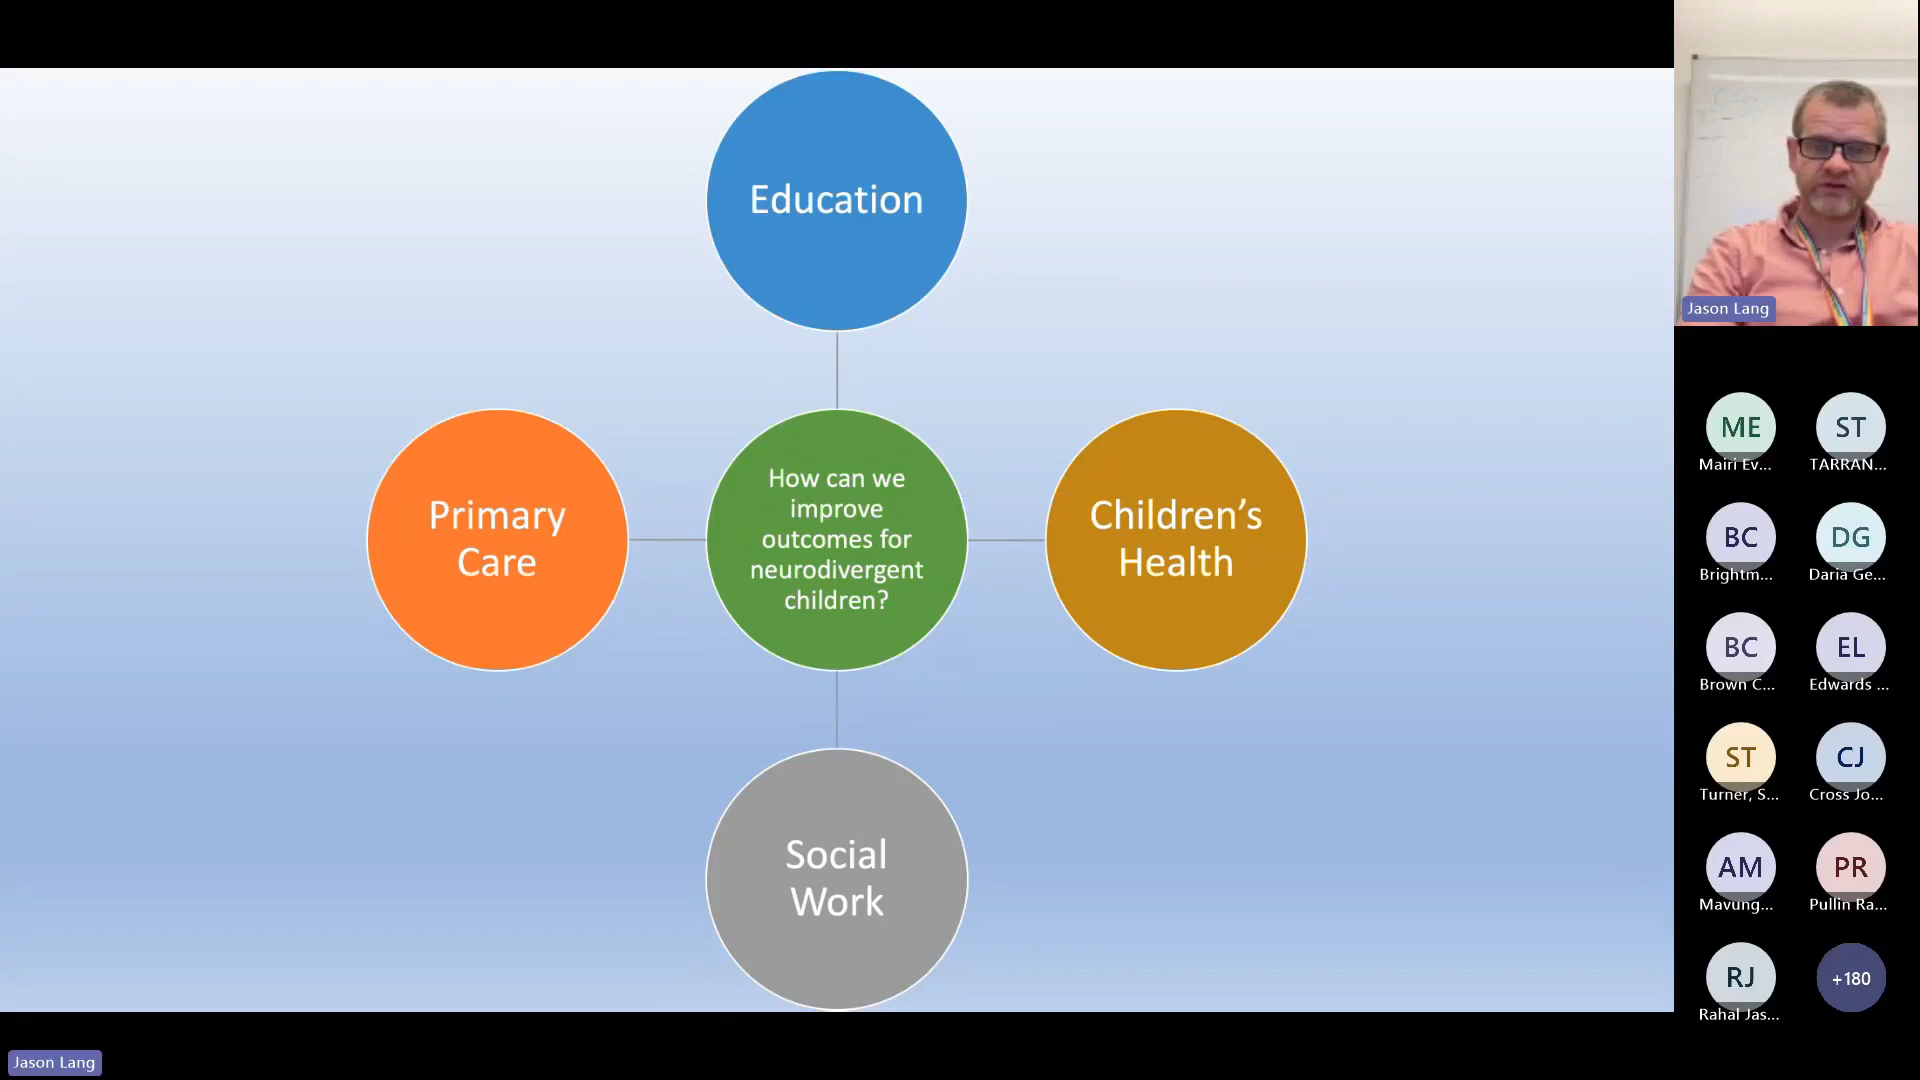 Education
Primary
Care
How can we
improve
outcomes for
neurodivergent
children?
Children's
Health
Social
Work
Jason Lang
ME
Mairi Ev...
ST
TARRAN...
BC
Brightm...
DG
Daria Ge...
BC
Brown C...
EL
Edwards ...
ST
Turner, S...
CJ
Cross Jo...
AM
Mavung...
PR
Pullin Ra...
RJ
Rahal Jas...
+180
Jason Lang